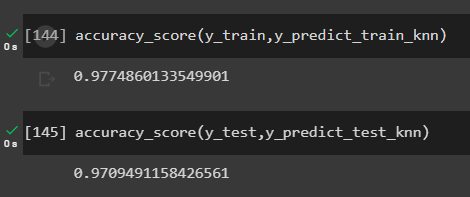 [144] accuracy_score(y_train,y_predict_train_knn)
0s
0.9774860133549901
[145] accuracy_score(y_test,y_predict_test_knn)
0s
0.9709491158426561